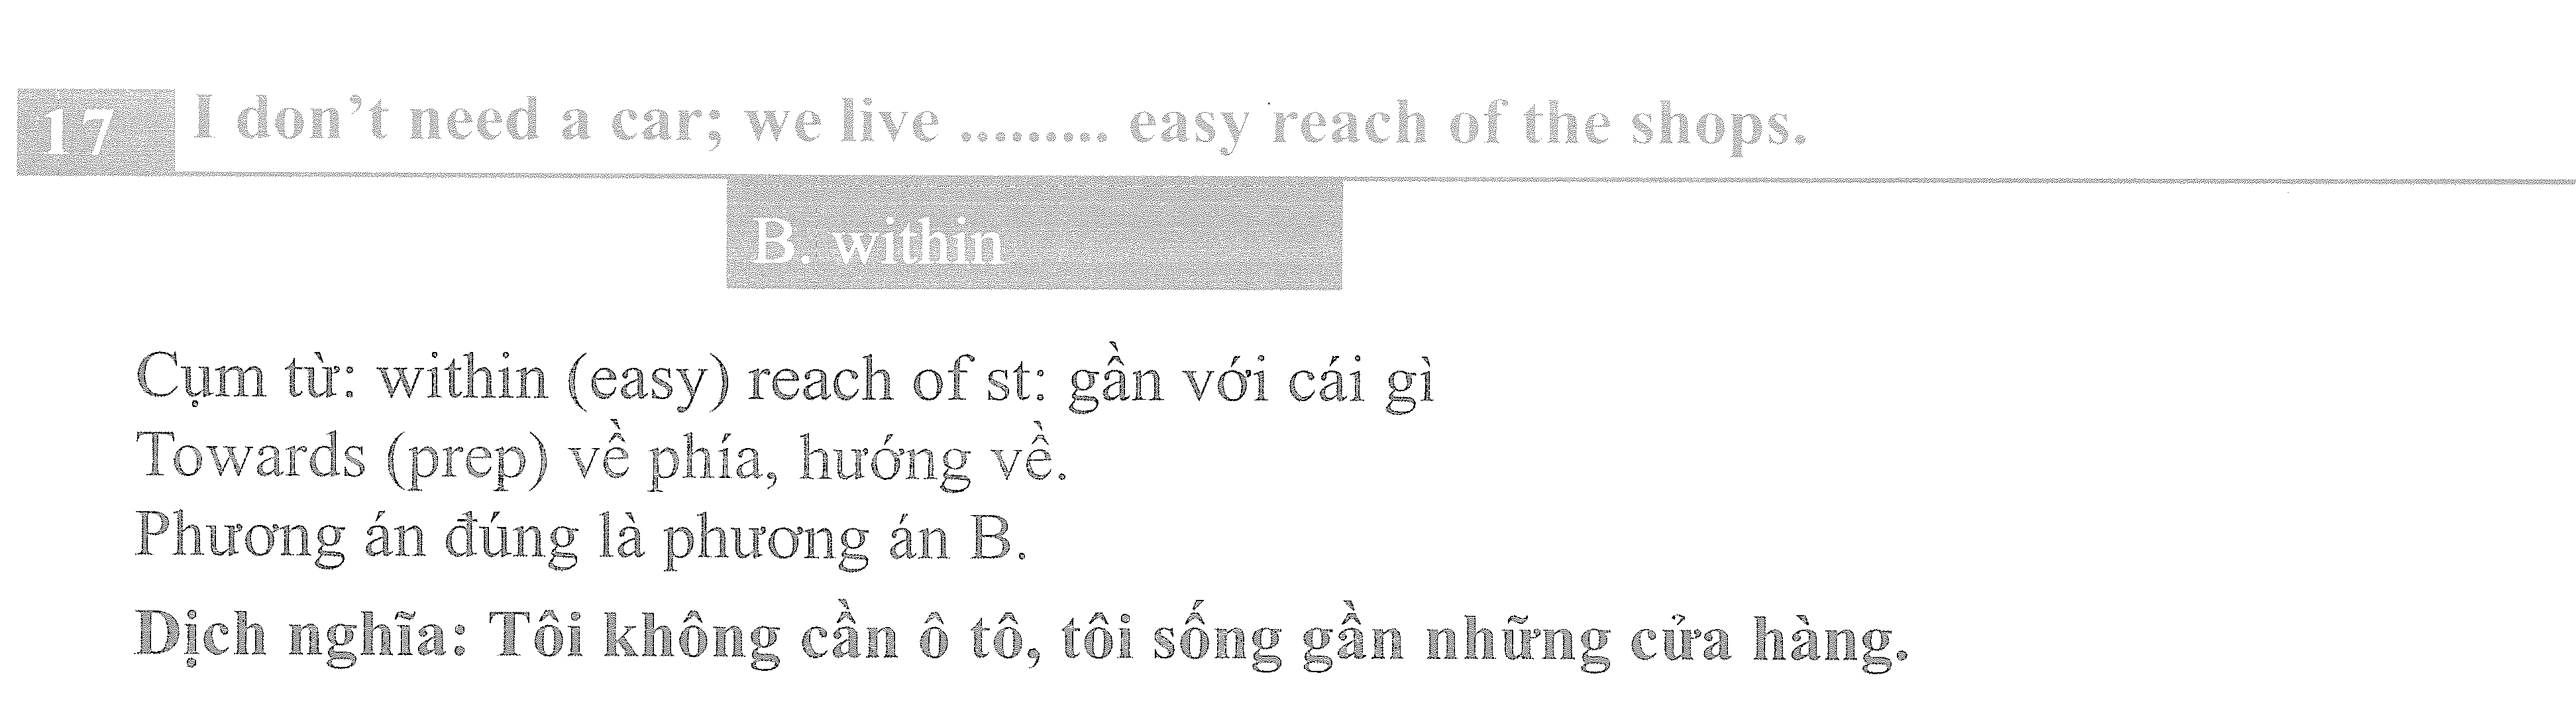 17 I don't need a car; we live ......... easy reach of the shops.
B. within
Cụm từ: within (easy) reach of st: gần với cái gì
Towards (prep) về phía, hướng về.
Phương án đúng là phương án B.
Dịch nghĩa: Tôi không cần ô tô, tôi sống gần những cửa hàng.